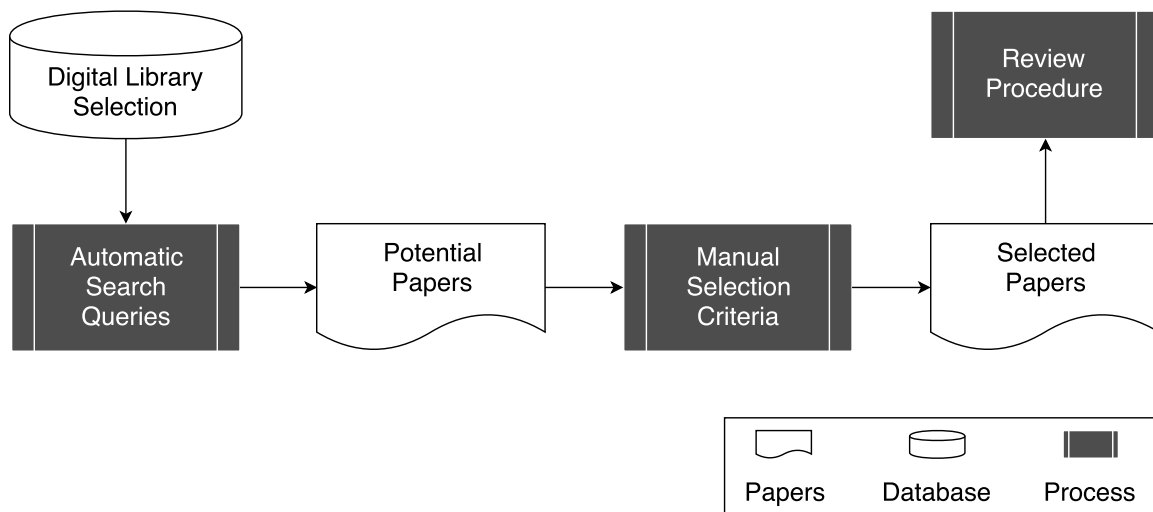 Digital Library
Selection
Review
Procedure
Automatic
Search
Queries
Potential
Papers
Manual
Selection
Criteria
Selected
Papers
Papers
Database
Process